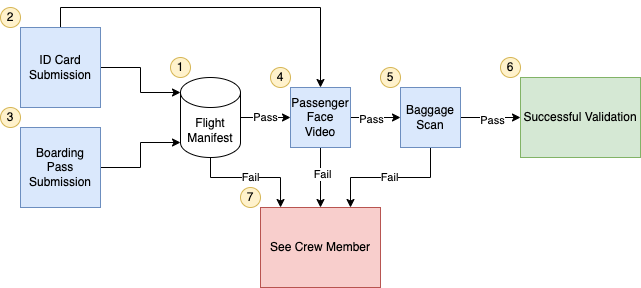 2
ID Card
Submission
3
Boarding
Pass
Submission
1
Flight
Manifest
Pass
4
Passenger
Face
Video
Pass
5
Baggage
Scan
Pass
6
Successful Validation
Fail
Fail
Fail
7
See Crew Member